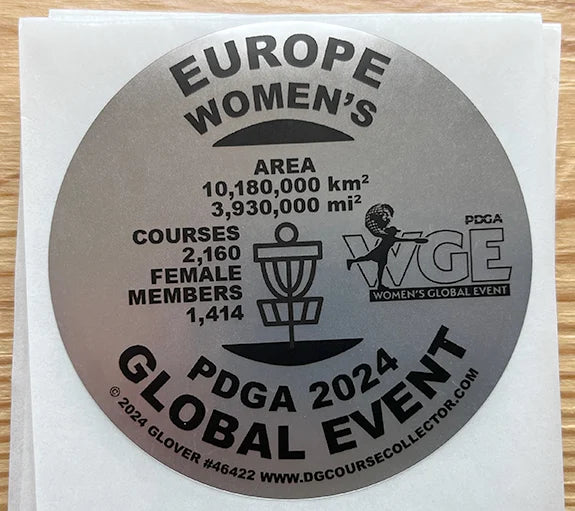 EUROPE
WOMEN'S
AREA
10,180,000 km²
3,930,000 mi²
COURSES
2,160
FEMALE
MEMBERS
1,414
PDGA
WGE
WOMEN'S GLOBAL EVENT
PDGA 2024
GLOBAL EVENT
© 2024 GLOVER #46422 WWW.DGCOURSECOLLECTOR.COM